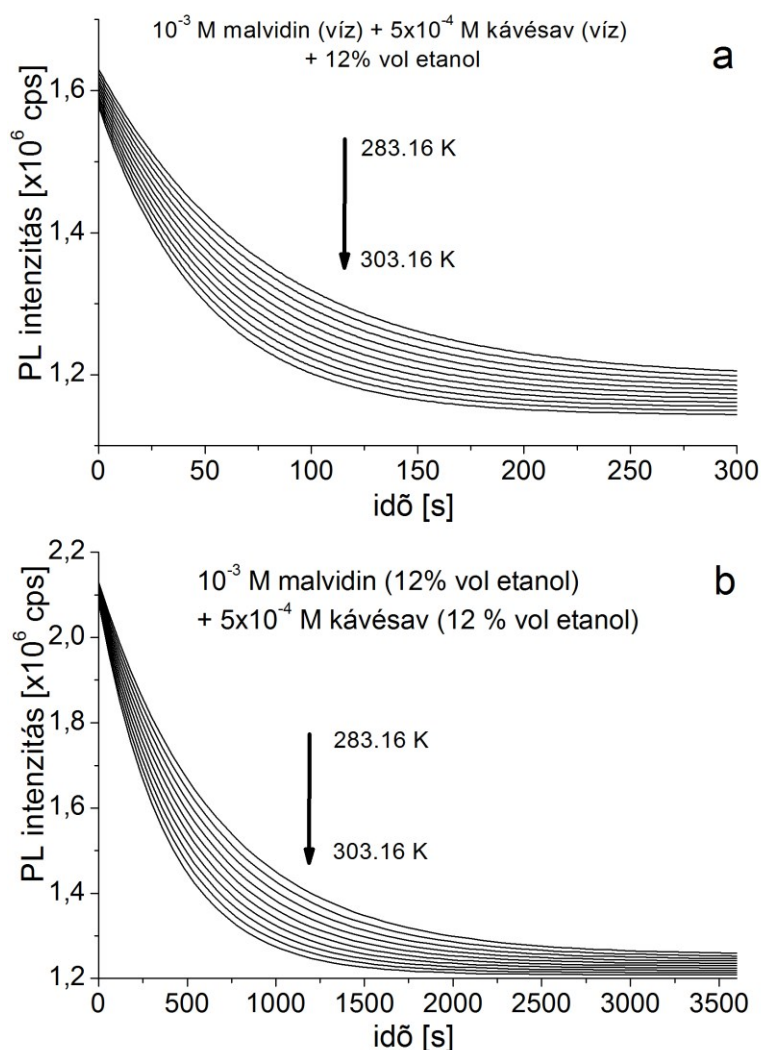 10⁻³ M malvidin (víz) + 5x10⁻⁴ M kávésav (víz)
+ 12% vol etanol
a
283.16 K
303.16 K
PL intenzitás [x10⁶ cps]
1,6
1,4
1,2
0 50 100 150 200 250 300
idõ [s]
10⁻³ M malvidin (12% vol etanol)
+ 5x10⁻⁴ M kávésav (12 % vol etanol)
b
283.16 K
303.16 K
PL intenzitás [x10⁶ cps]
2,2
2,0
1,8
1,6
1,4
1,2
0 500 1000 1500 2000 2500 3000 3500
idõ [s]